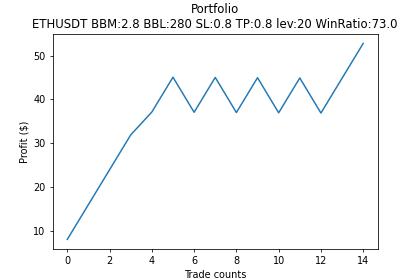 Portfolio
ETHUSDT BBM:2.8 BBL:280 SL:0.8 TP:0.8 lev:20 WinRatio:73.0
50
40
30
20
10
Profit ($)
0 2 4 6 8 10 12 14
Trade counts